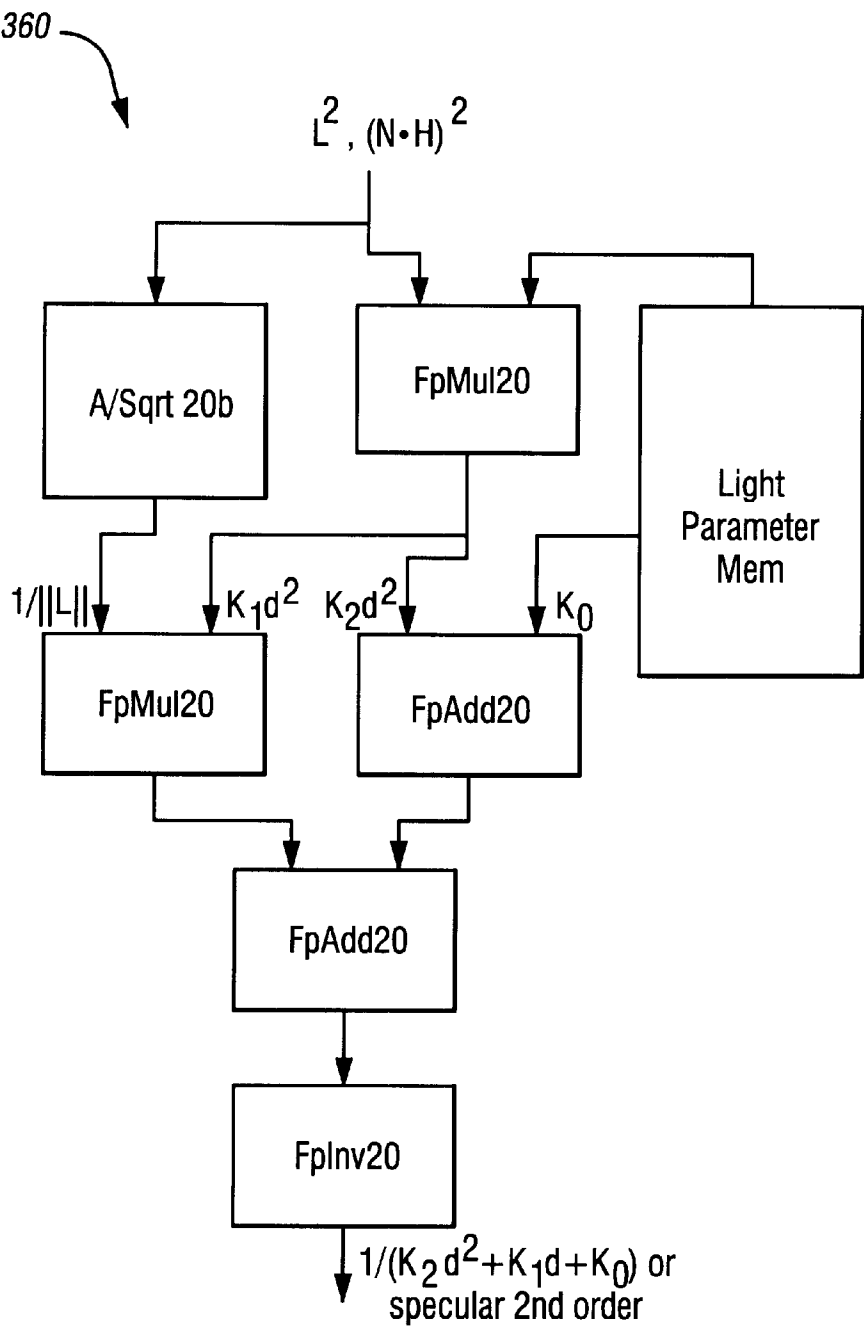 360
L², (N•H)²
A/Sqrt 20b
FpMul20
Light
Parameter
Mem
1/||L||
K₁d²
K₂d²
K₀
FpMul20
FpAdd20
FpAdd20
FpInv20
1/(K₂d²+K₁d+K₀) or
specular 2nd order